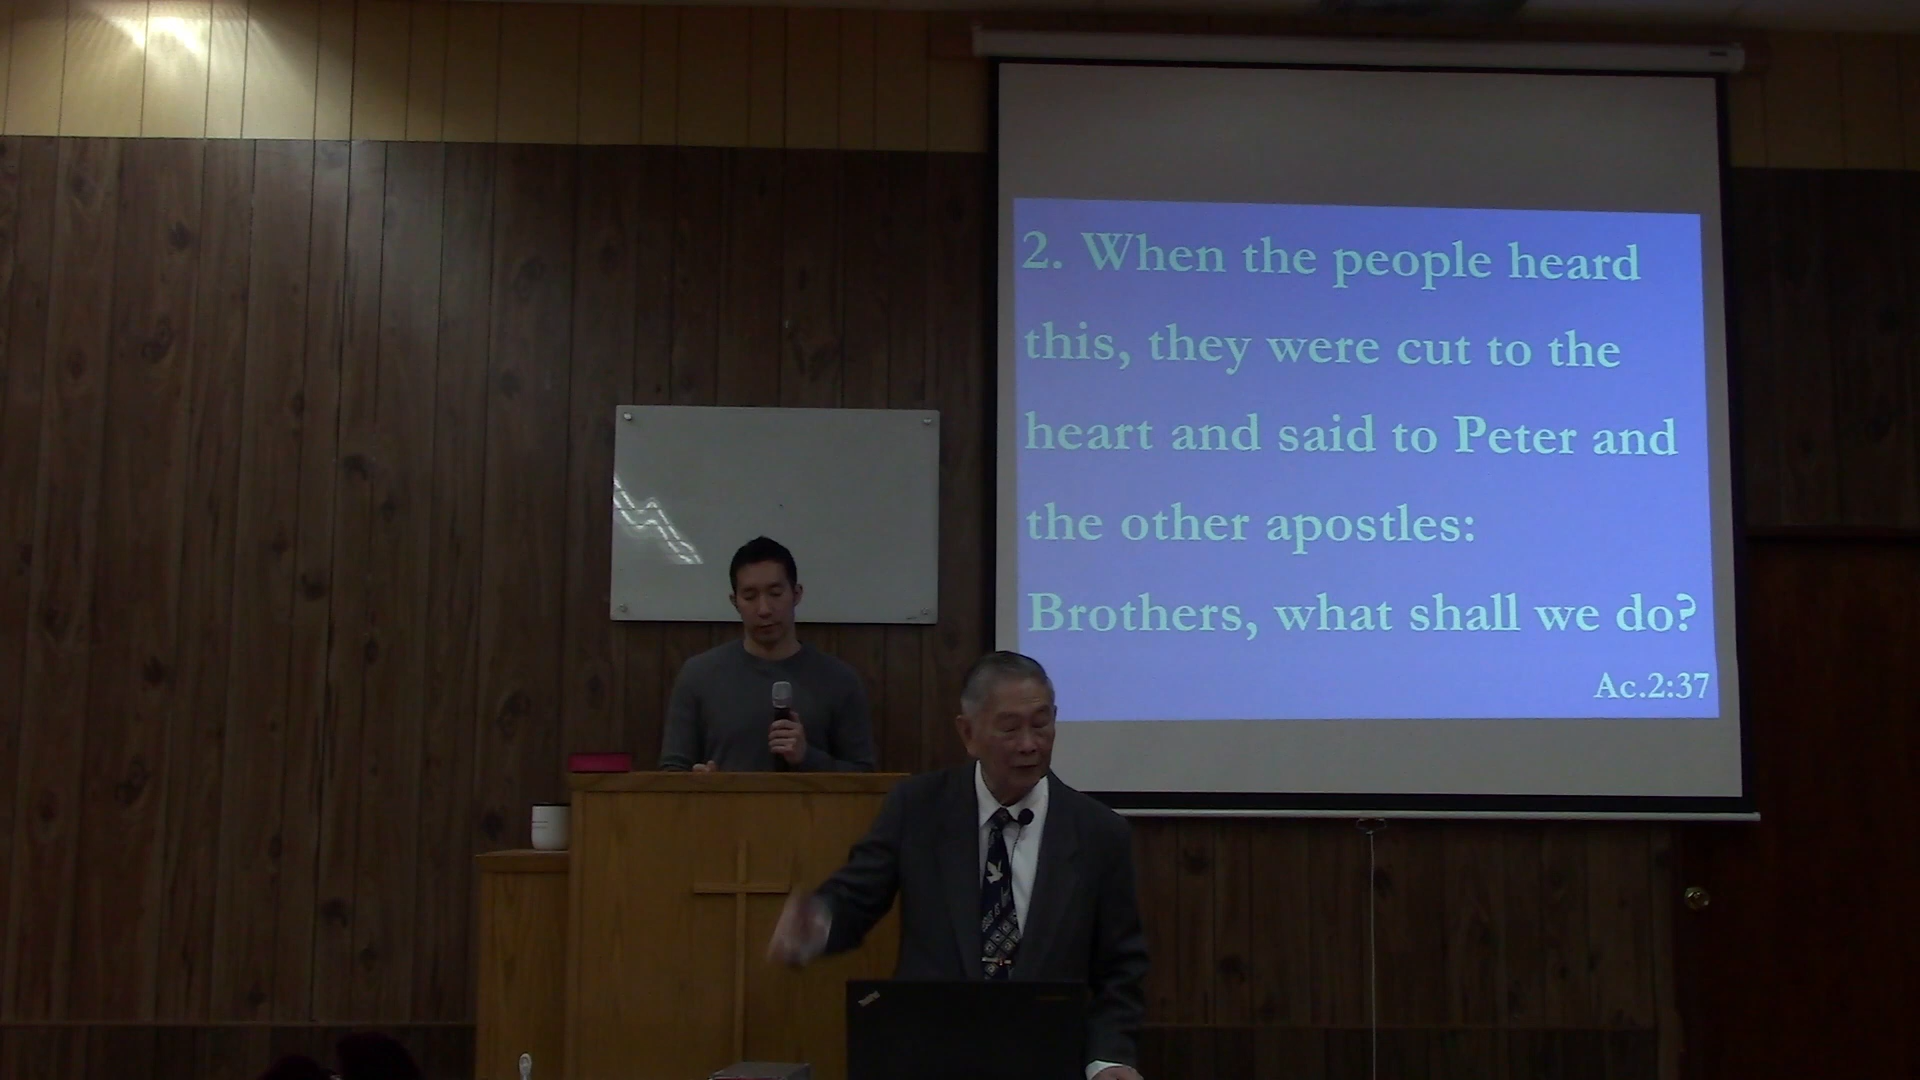 2. When the people heard
this, they were cut to the
heart and said to Peter and
the other apostles:
Brothers, what shall we do?
Ac.2:37
ThinkPad